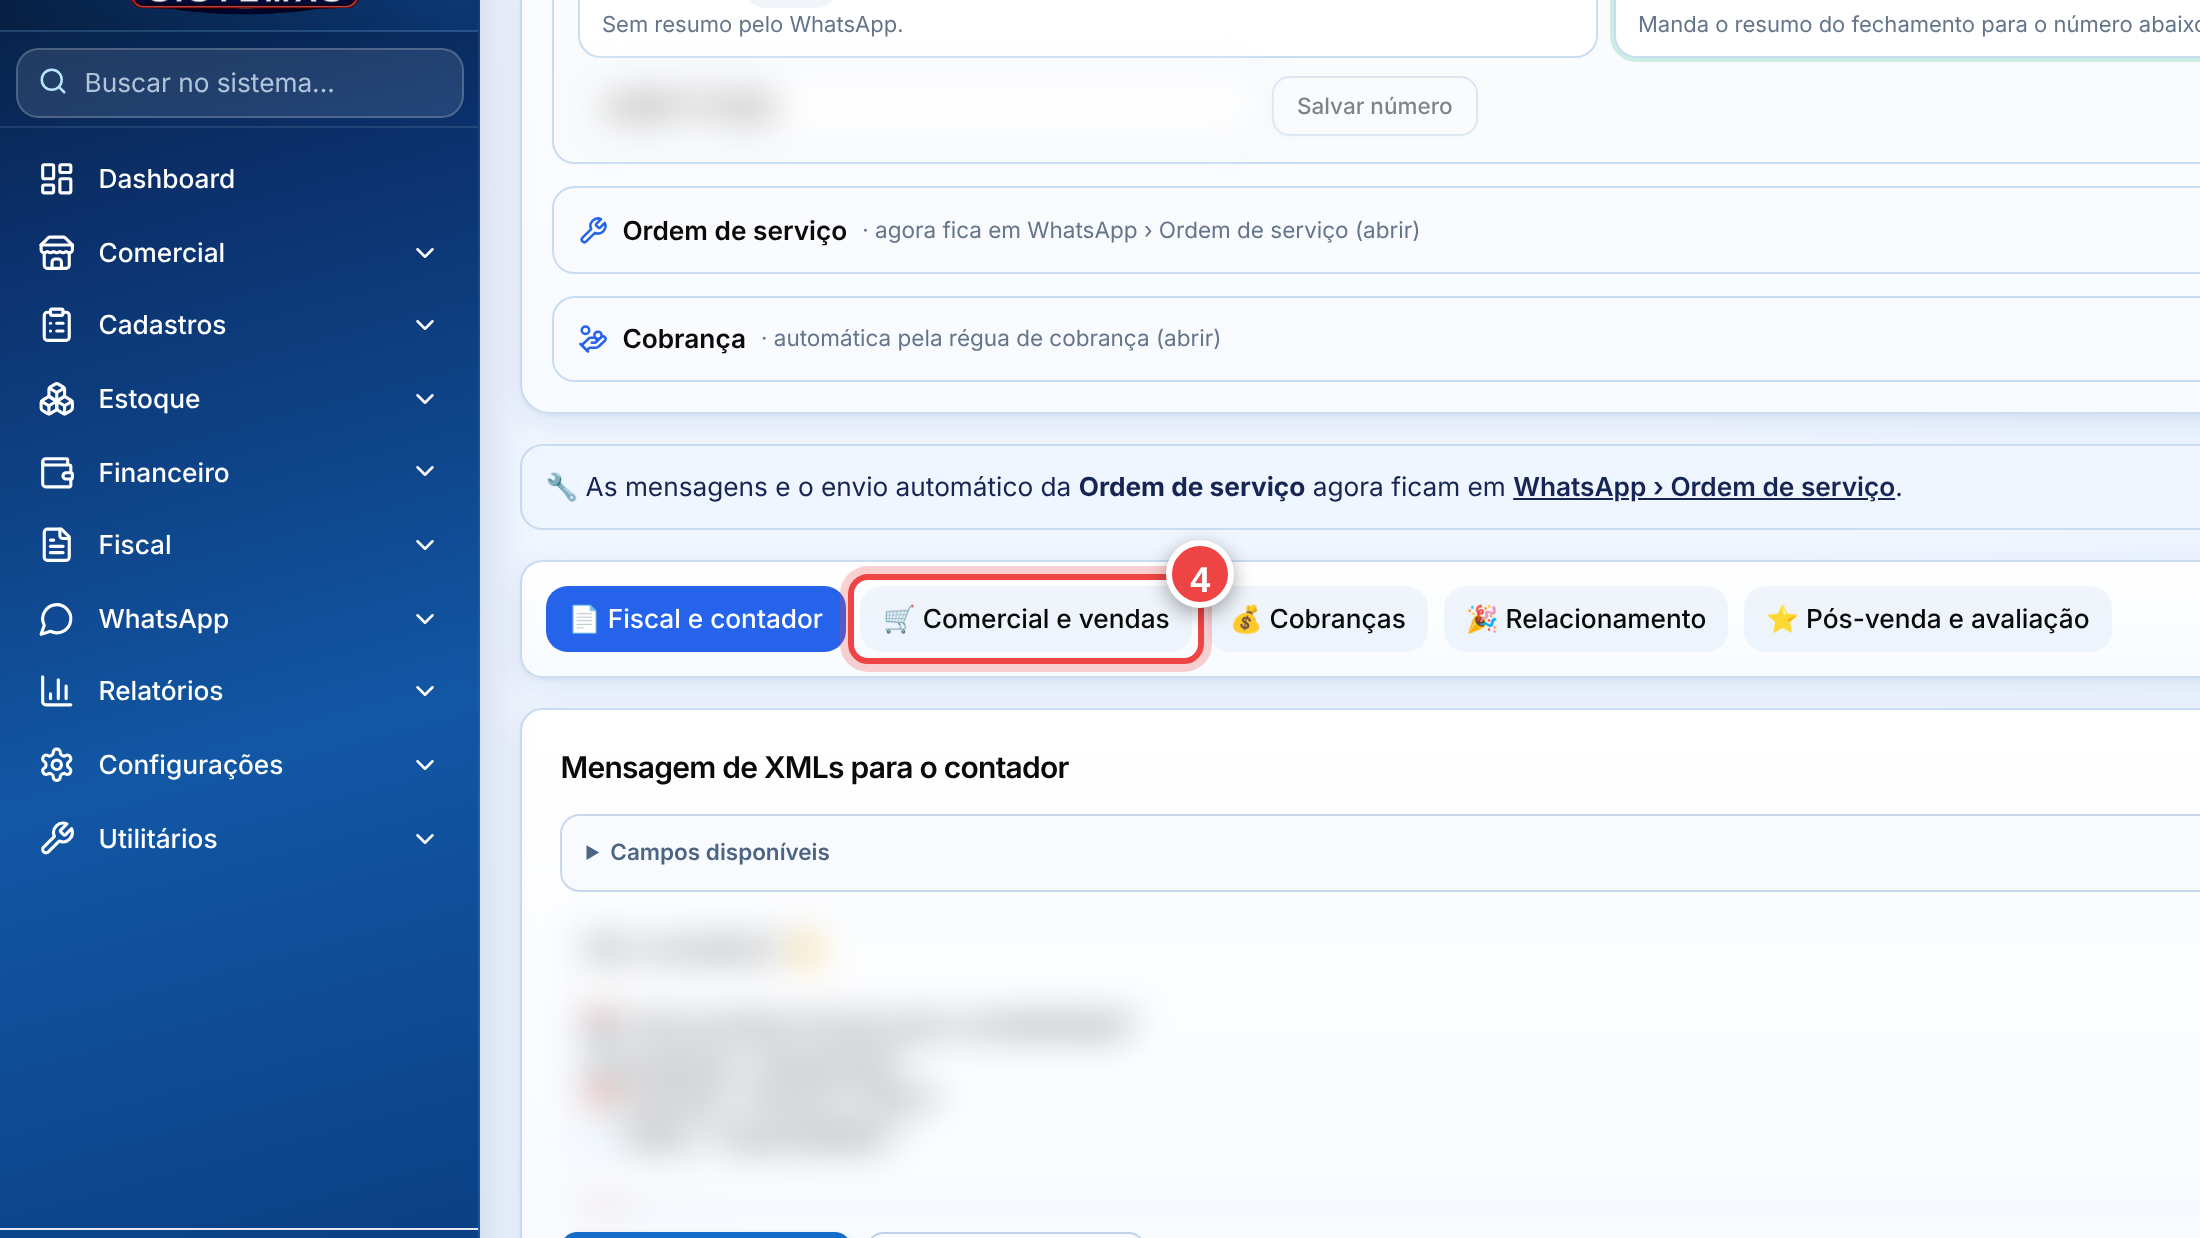 Buscar no sistema...
Dashboard
Comercial
Cadastros
Estoque
Financeiro
Fiscal
WhatsApp
Relatórios
Configurações
Utilitários
Sem resumo pelo WhatsApp.
Manda o resumo do fechamento para o número abaixo
Salvar número
Ordem de serviço · agora fica em WhatsApp › Ordem de serviço (abrir)
Cobrança · automática pela régua de cobrança (abrir)
🔧 As mensagens e o envio automático da Ordem de serviço agora ficam em WhatsApp › Ordem de serviço.
4
📄 Fiscal e contador
🛒 Comercial e vendas
💰 Cobranças
🎉 Relacionamento
⭐ Pós-venda e avaliação
Mensagem de XMLs para o contador
▶ Campos disponíveis